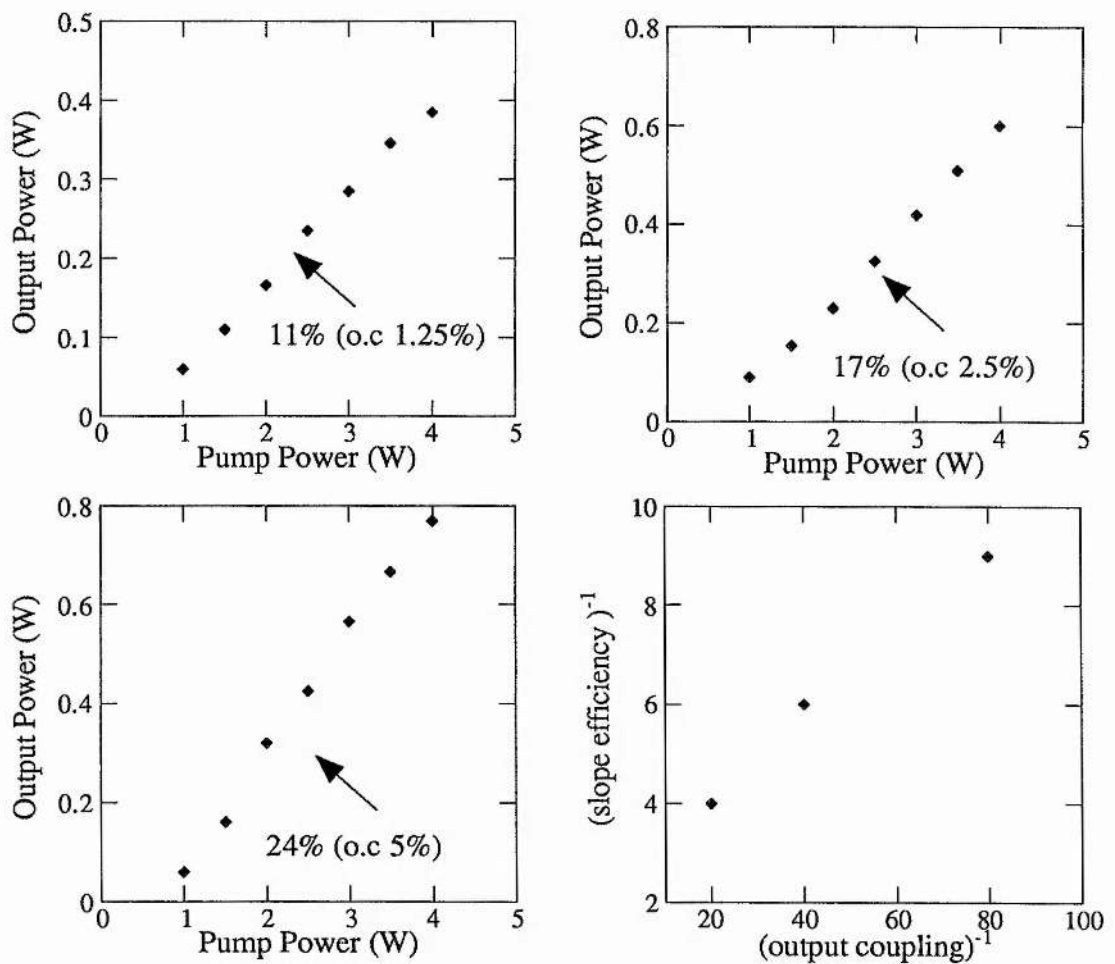 0.5
0.4
0.3
0.2
0.1
0
0 1 2 3 4 5
Output Power (W)
Pump Power (W)
11% (o.c 1.25%)
0.8
0.6
0.4
0.2
0
0 1 2 3 4 5
Output Power (W)
Pump Power (W)
17% (o.c 2.5%)
0.8
0.6
0.4
0.2
0
0 1 2 3 4 5
Output Power (W)
Pump Power (W)
24% (o.c 5%)
10
8
6
4
2
20 40 60 80 100
(slope efficiency )⁻¹
(output coupling)⁻¹